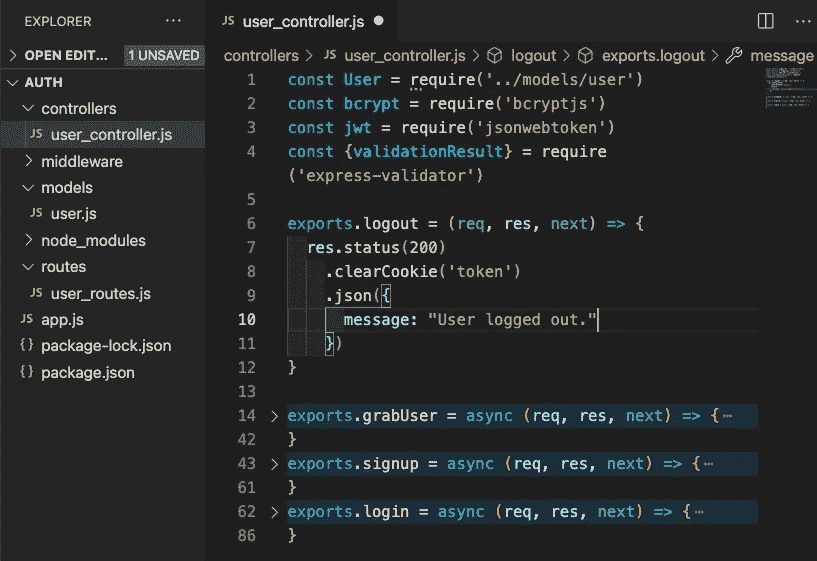 EXPLORER
OPEN EDIT... 1 UNSAVED
AUTH
controllers
JS user_controller.js
middleware
models
JS user.js
node_modules
routes
JS user_routes.js
JS app.js
{} package-lock.json
{} package.json
JS user_controller.js
controllers > JS user_controller.js > logout > exports.logout > message
1 const User = require('../models/user')
2 const bcrypt = require('bcryptjs')
3 const jwt = require('jsonwebtoken')
4 const {validationResult} = require
('express-validator')
5
6 exports.logout = (req, res, next) => {
7 res.status(200)
8 .clearCookie('token')
9 .json({
10 message: "User logged out."
11 })
12 }
13
14 exports.grabUser = async (req, res, next) => {…
42 }
43 exports.signup = async (req, res, next) => {…
61 }
62 exports.login = async (req, res, next) => {…
86 }